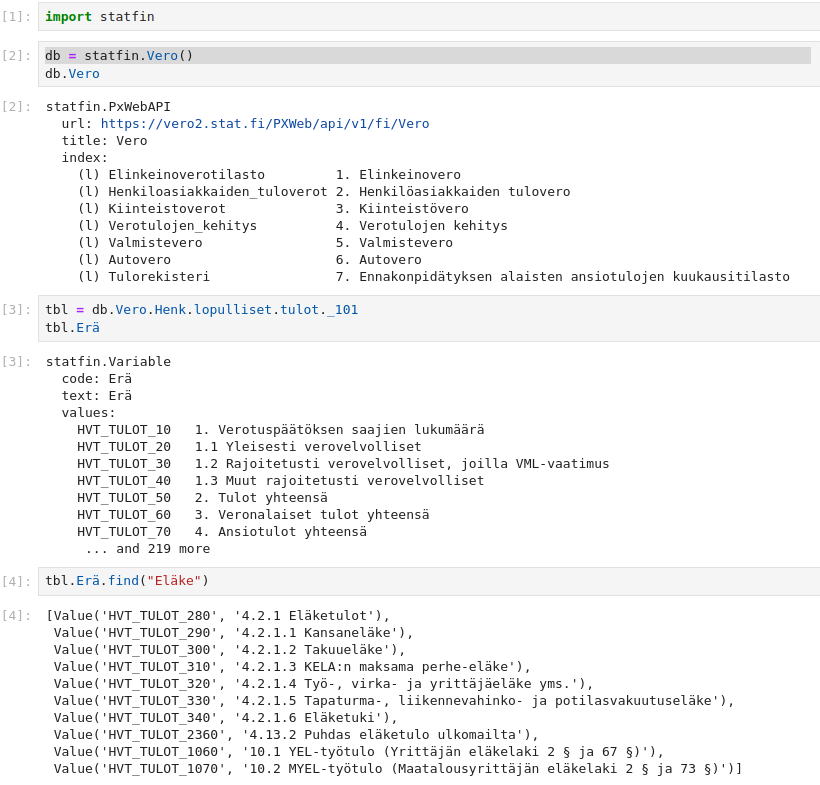 [1]: import statfin
[2]: db = statfin.Vero()
db.Vero
[2]: statfin.PxWebAPI
  url: https://vero2.stat.fi/PXWeb/api/v1/fi/Vero
  title: Vero
  index:
    (l) Elinkeinoverotilasto         1. Elinkeinovero
    (l) Henkiloasiakkaiden_tuloverot 2. Henkilöasiakkaiden tulovero
    (l) Kiinteistoverot              3. Kiinteistövero
    (l) Verotulojen_kehitys          4. Verotulojen kehitys
    (l) Valmistevero                 5. Valmistevero
    (l) Autovero                     6. Autovero
    (l) Tulorekisteri                7. Ennakonpidätyksen alaisten ansiotulojen kuukausitilasto
[3]: tbl = db.Vero.Henk.lopulliset.tulot._101
tbl.Erä
[3]: statfin.Variable
  code: Erä
  text: Erä
  values:
    HVT_TULOT_10   1. Verotuspäätöksen saajien lukumäärä
    HVT_TULOT_20   1.1 Yleisesti verovelvolliset
    HVT_TULOT_30   1.2 Rajoitetusti verovelvolliset, joilla VML-vaatimus
    HVT_TULOT_40   1.3 Muut rajoitetusti verovelvolliset
    HVT_TULOT_50   2. Tulot yhteensä
    HVT_TULOT_60   3. Veronalaiset tulot yhteensä
    HVT_TULOT_70   4. Ansiotulot yhteensä
     ... and 219 more
[4]: tbl.Erä.find("Eläke")
[4]: [Value('HVT_TULOT_280', '4.2.1 Eläketulot'),
 Value('HVT_TULOT_290', '4.2.1.1 Kansaneläke'),
 Value('HVT_TULOT_300', '4.2.1.2 Takuueläke'),
 Value('HVT_TULOT_310', '4.2.1.3 KELA:n maksama perhe-eläke'),
 Value('HVT_TULOT_320', '4.2.1.4 Työ-, virka- ja yrittäjäeläke yms.'),
 Value('HVT_TULOT_330', '4.2.1.5 Tapaturma-, liikennevahinko- ja potilasvakuutuseläke'),
 Value('HVT_TULOT_340', '4.2.1.6 Eläketuki'),
 Value('HVT_TULOT_2360', '4.13.2 Puhdas eläketulo ulkomailta'),
 Value('HVT_TULOT_1060', '10.1 YEL-työtulo (Yrittäjän eläkelaki 2 § ja 67 §)'),
 Value('HVT_TULOT_1070', '10.2 MYEL-työtulo (Maatalousyrittäjän eläkelaki 2 § ja 73 §)')]